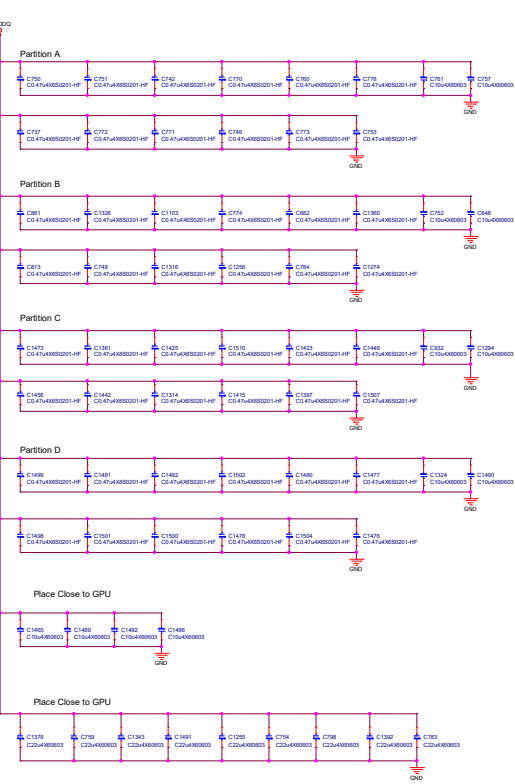 Partition A
C750 C751 C742 C770 C760 C776 C761 C757
C0.47u4X6S0201-HF C0.47u4X6S0201-HF C0.47u4X6S0201-HF C0.47u4X6S0201-HF C0.47u4X6S0201-HF C0.47u4X6S0201-HF C10u4X60603 C10u4X60603
GND
C737 C772 C771 C746 C773 C753
C0.47u4X6S0201-HF C0.47u4X6S0201-HF C0.47u4X6S0201-HF C0.47u4X6S0201-HF C0.47u4X6S0201-HF C0.47u4X6S0201-HF
GND
Partition B
C881 C1326 C1103 C774 C882 C1360 C752 C848
C0.47u4X6S0201-HF C0.47u4X6S0201-HF C0.47u4X6S0201-HF C0.47u4X6S0201-HF C0.47u4X6S0201-HF C0.47u4X6S0201-HF C10u4X60603 C10u4X60603
GND
C813 C748 C1316 C1256 C784 C1274
C0.47u4X6S0201-HF C0.47u4X6S0201-HF C0.47u4X6S0201-HF C0.47u4X6S0201-HF C0.47u4X6S0201-HF C0.47u4X6S0201-HF
GND
Partition C
C1473 C1361 C1425 C1510 C1423 C1446 C932 C1294
C0.47u4X6S0201-HF C0.47u4X6S0201-HF C0.47u4X6S0201-HF C0.47u4X6S0201-HF C0.47u4X6S0201-HF C0.47u4X6S0201-HF C10u4X60603 C10u4X60603
GND
C1456 C1442 C1314 C1415 C1397 C1507
C0.47u4X6S0201-HF C0.47u4X6S0201-HF C0.47u4X6S0201-HF C0.47u4X6S0201-HF C0.47u4X6S0201-HF C0.47u4X6S0201-HF
GND
Partition D
C1499 C1481 C1482 C1502 C1480 C1477 C1324 C1490
C0.47u4X6S0201-HF C0.47u4X6S0201-HF C0.47u4X6S0201-HF C0.47u4X6S0201-HF C0.47u4X6S0201-HF C0.47u4X6S0201-HF C10u4X60603 C10u4X60603
GND
C1498 C1501 C1500 C1478 C1504 C1476
C0.47u4X6S0201-HF C0.47u4X6S0201-HF C0.47u4X6S0201-HF C0.47u4X6S0201-HF C0.47u4X6S0201-HF C0.47u4X6S0201-HF
GND
Place Close to GPU
C1465 C1489 C1492 C1486
C10u4X60603 C10u4X60603 C10u4X60603 C10u4X60603
GND
Place Close to GPU
C1378 C759 C1343 C1491 C1255 C754 C798 C1392 C783
C22u4X60603 C22u4X60603 C22u4X60603 C22u4X60603 C22u4X60603 C22u4X60603 C22u4X60603 C22u4X60603 C22u4X60603
GND